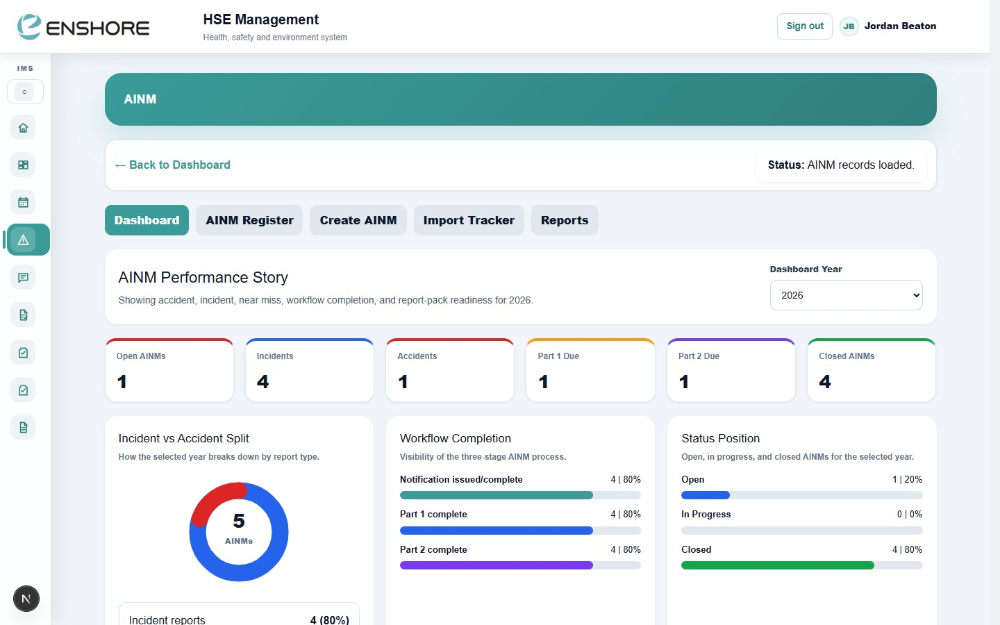 ENSHORE
HSE Management
Health, safety and environment system
Sign out
JB
Jordan Beaton
IMS
AINM
← Back to Dashboard
Status: AINM records loaded.
Dashboard
AINM Register
Create AINM
Import Tracker
Reports
AINM Performance Story
Showing accident, incident, near miss, workflow completion, and report-pack readiness for 2026.
Dashboard Year
2026
Open AINMs
1
Incidents
4
Accidents
1
Part 1 Due
1
Part 2 Due
1
Closed AINMs
4
Incident vs Accident Split
How the selected year breaks down by report type.
5
AINMs
Incident reports
4 (80%)
Workflow Completion
Visibility of the three-stage AINM process.
Notification issued/complete
4 | 80%
Part 1 complete
4 | 80%
Part 2 complete
4 | 80%
Status Position
Open, in progress, and closed AINMs for the selected year.
Open
1 | 20%
In Progress
0 | 0%
Closed
4 | 80%
N